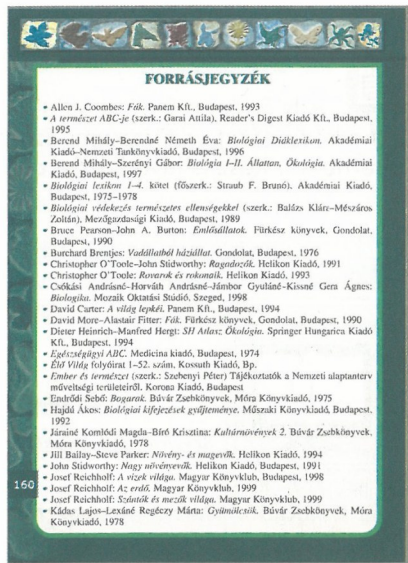 FORRÁSJEGYZÉK
• Allen J. Coombes: Fák. Panem Kft., Budapest, 1993
• A természet ABC-je (szerk.: Garai Attila), Reader's Digest Kiadó Kft., Budapest,
1995
• Berend Mihály–Berendné Németh Éva: Biológiai Diáklexikon. Akadémiai
Kiadó–Nemzeti Tankönyvkiadó, Budapest, 1996
• Berend Mihály–Szerényi Gábor: Biológia I–II. Állattan, Ökológia. Akadémiai
Kiadó, Budapest, 1997
• Biológiai lexikon 1–4. kötet (főszerk.: Straub F. Brunó). Akadémiai Kiadó,
Budapest, 1975–1978
• Biológiai védekezés természetes ellenségekkel (szerk.: Balázs Klára–Mészáros
Zoltán), Mezőgazdasági Kiadó, Budapest, 1989
• Bruce Pearson–John A. Burton: Emlősállatok. Fürkész könyvek, Gondolat,
Budapest, 1990
• Burchard Brentjes: Vadállatból háziállat. Gondolat, Budapest, 1976
• Christopher O'Toole–John Stidworthy: Ragadozók. Helikon Kiadó, 1991
• Christopher O'Toole: Rovarok és rokonaik. Helikon Kiadó, 1993
• Csókási Andrásné–Horváth Andrásné–Jámbor Gyuláné–Kissné Gera Ágnes:
Biologika. Mozaik Oktatási Stúdió, Szeged, 1998
• David Carter: A világ lepkéi. Panem Kft., Budapest, 1994
• David More–Alastair Fitter: Fák. Fürkész könyvek, Gondolat, Budapest, 1990
• Dieter Heinrich–Manfred Hergt: SH Atlasz Ökológia. Springer Hungarica Kiadó
Kft., Budapest, 1994
• Egészségügyi ABC. Medicina kiadó, Budapest, 1974
• Élő Világ folyóirat 1–52. szám, Kossuth Kiadó, Bp.
• Ember és természet (szerk.: Szebenyi Péter) Tájékoztatók a Nemzeti alaptanterv
műveltségi területeiről. Korona Kiadó, Budapest
• Endrődi Sebő: Bogarak. Búvár Zsebkönyvek, Móra Könyvkiadó, 1975
• Hajdú Ákos: Biológiai kifejezések gyűjteménye. Műszaki Könyvkiadó, Budapest,
1992
• Járainé Komlódi Magda–Bíró Krisztina: Kultúrnövények 2. Búvár Zsebkönyvek,
Móra Könyvkiadó, 1978
• Jill Bailay–Steve Parker: Növény- és magevők. Helikon Kiadó, 1994
• John Stidworthy: Nagy növényevők. Helikon Kiadó, Budapest, 1991
• Josef Reichholf: A vizek világa. Magyar Könyvklub, Budapest, 1998
• Josef Reichholf: Az erdő. Magyar Könyvklub, 1999
• Josef Reichholf: Szántók és mezők világa. Magyar Könyvklub, 1999
• Kádas Lajos–Lexáné Regéczy Márta: Gyümölcsök. Búvár Zsebkönyvek, Móra
Könyvkiadó, 1978
160